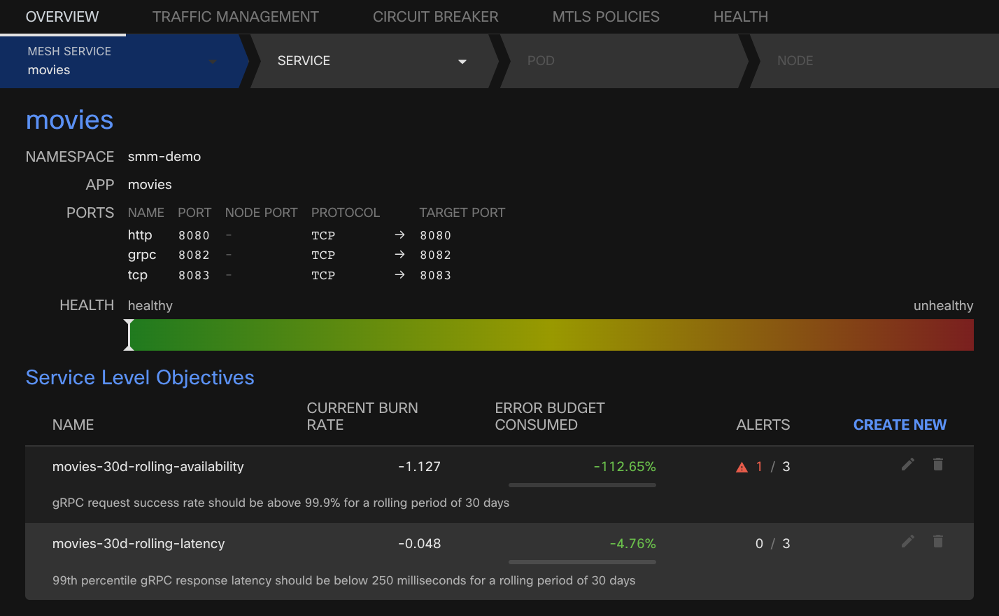 OVERVIEW TRAFFIC MANAGEMENT CIRCUIT BREAKER MTLS POLICIES HEALTH
MESH SERVICE
movies
SERVICE
POD
NODE
movies
NAMESPACE smm-demo
APP movies
PORTS NAME PORT NODE PORT PROTOCOL TARGET PORT
http 8080 - TCP → 8080
grpc 8082 - TCP → 8082
tcp 8083 - TCP → 8083
HEALTH healthy unhealthy
Service Level Objectives
NAME CURRENT BURN RATE ERROR BUDGET CONSUMED ALERTS CREATE NEW
movies-30d-rolling-availability -1.127 -112.65% 1 / 3
gRPC request success rate should be above 99.9% for a rolling period of 30 days
movies-30d-rolling-latency -0.048 -4.76% 0 / 3
99th percentile gRPC response latency should be below 250 milliseconds for a rolling period of 30 days